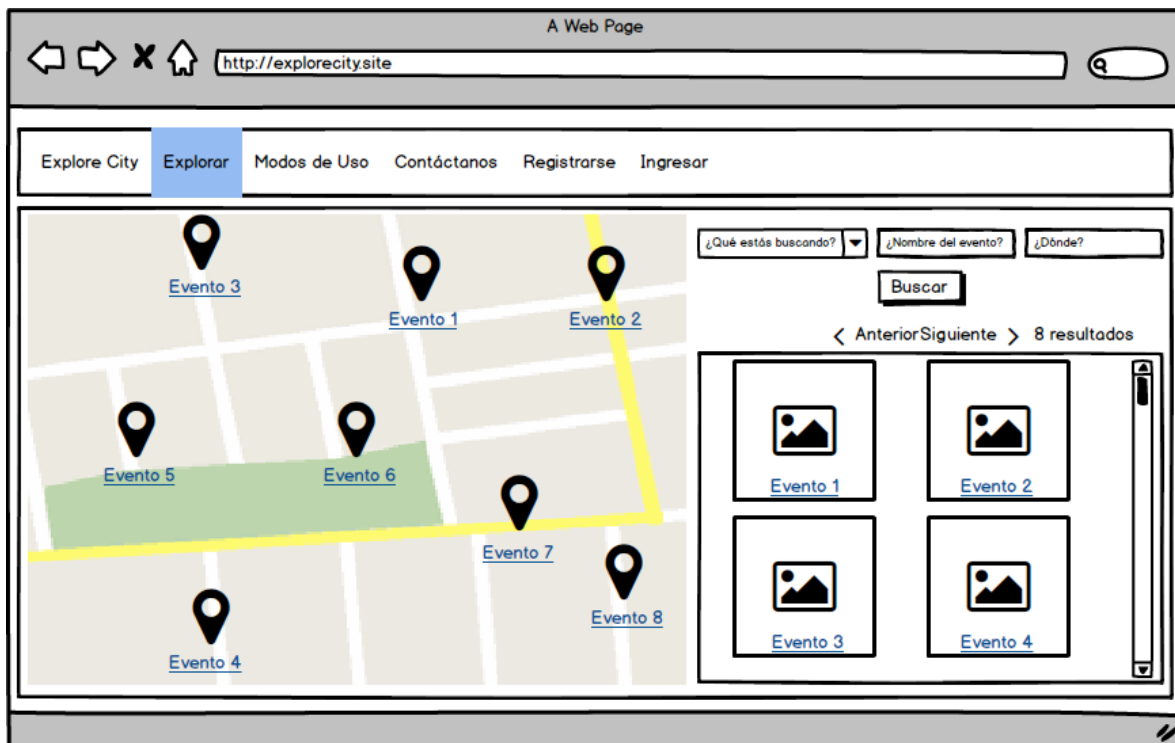 A Web Page
http://explorecity.site
Explore City Explorar Modos de Uso Contáctanos Registrarse Ingresar
Evento 3
Evento 1
Evento 2
Evento 5
Evento 6
Evento 7
Evento 8
Evento 4
¿Qué estás buscando? ¿Nombre del evento? ¿Dónde?
Buscar
< AnteriorSiguiente > 8 resultados
Evento 1 Evento 2
Evento 3 Evento 4